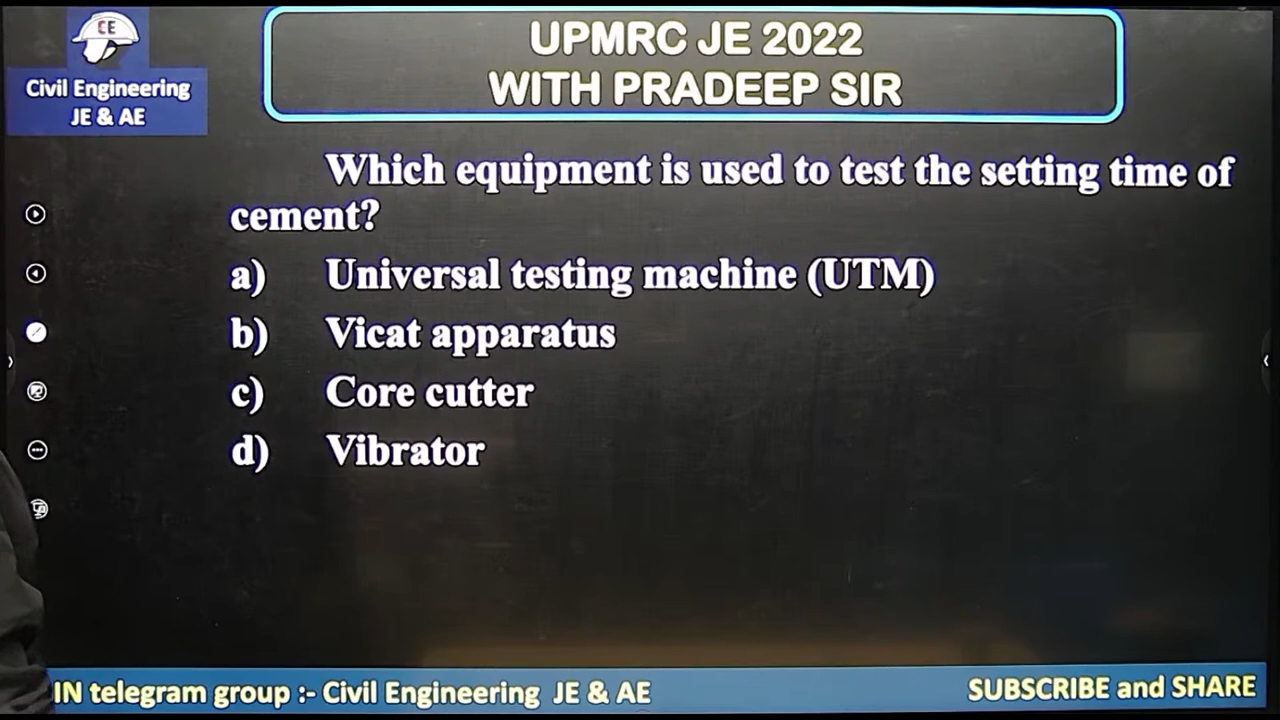 CE
Civil Engineering
JE & AE
UPMRC JE 2022
WITH PRADEEP SIR
Which equipment is used to test the setting time of
cement?
a) Universal testing machine (UTM)
b) Vicat apparatus
c) Core cutter
d) Vibrator
IN telegram group :- Civil Engineering JE & AE
SUBSCRIBE and SHARE